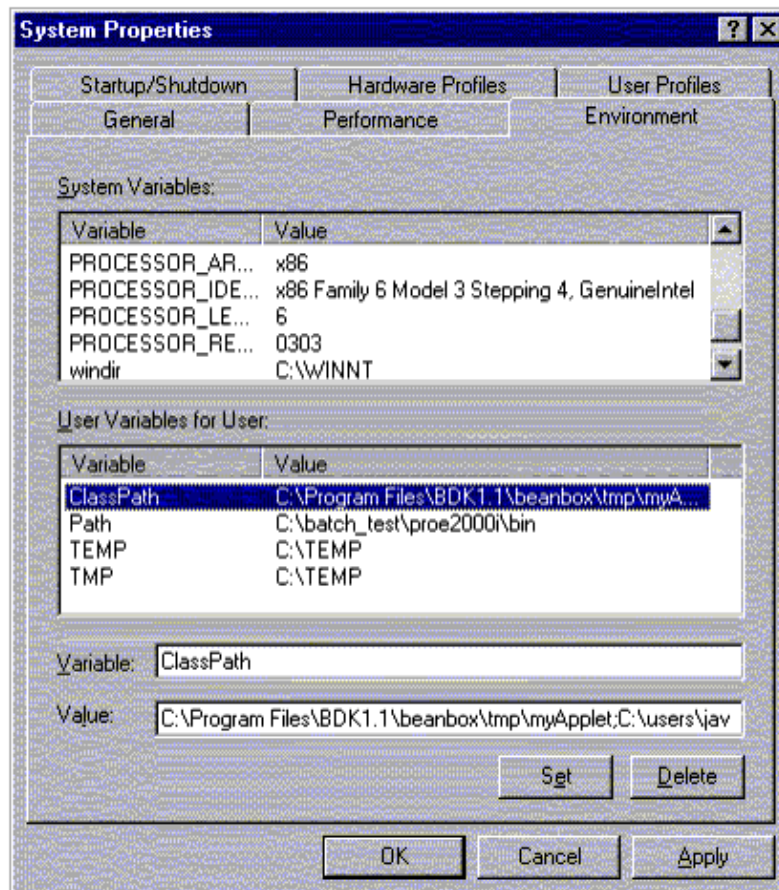 System Properties
Startup/Shutdown Hardware Profiles User Profiles
General Performance Environment
System Variables:
Variable Value
PROCESSOR_AR... x86
PROCESSOR_IDE... x86 Family 6 Model 3 Stepping 4, GenuineIntel
PROCESSOR_LE... 6
PROCESSOR_RE... 0303
windir C:\WINNT
User Variables for User:
Variable Value
ClassPath C:\Program Files\BDK1.1\beanbox\tmp\myA...
Path C:\batch_test\proe2000i\bin
TEMP C:\TEMP
TMP C:\TEMP
Variable: ClassPath
Value: C:\Program Files\BDK1.1\beanbox\tmp\myApplet;C:\users\jav
Set Delete
OK Cancel Apply